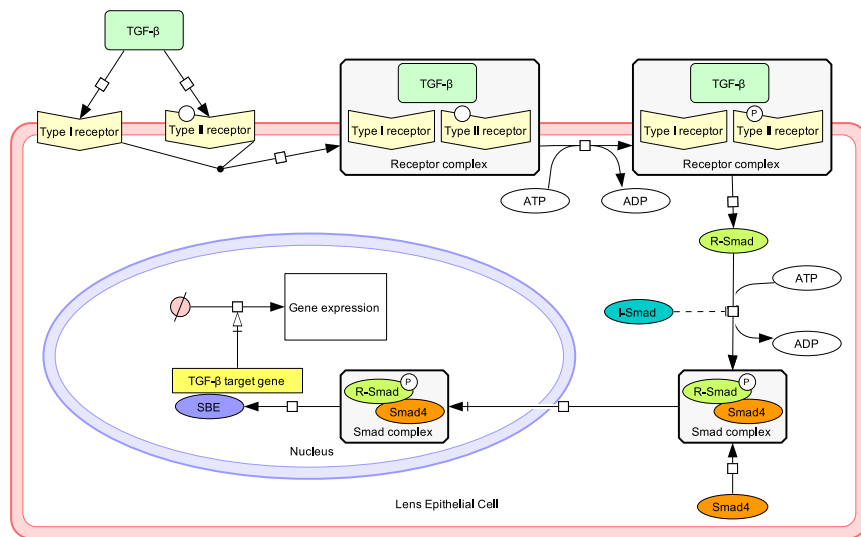 TGF-β
TGF-β
TGF-β
Type I receptor
Type II receptor
Type I receptor
Type II receptor
P
Type I receptor
Type II receptor
Receptor complex
Receptor complex
ATP
ADP
R-Smad
ATP
Gene expression
I-Smad
ADP
TGF-β target gene
P
R-Smad
P
R-Smad
SBE
Smad4
Smad4
Smad complex
Smad complex
Nucleus
Lens Epithelial Cell
Smad4